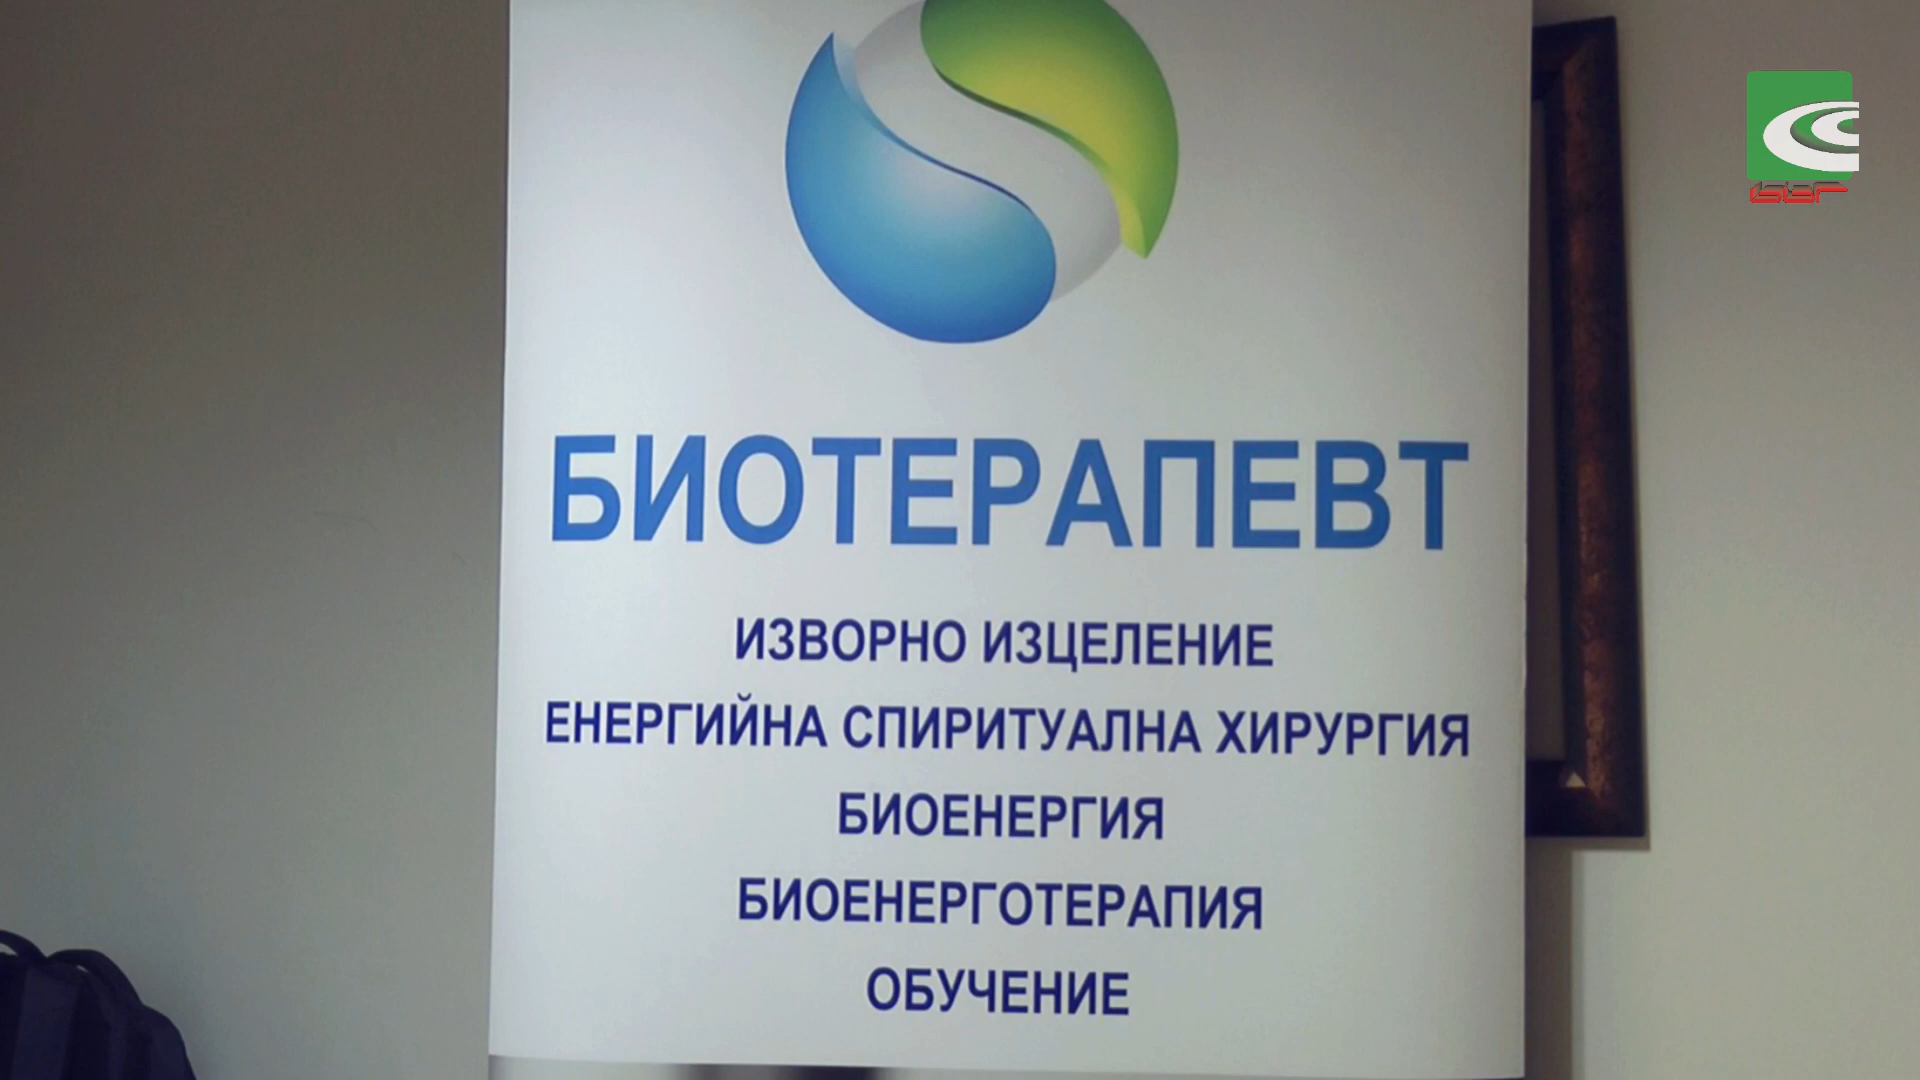 БИОТЕРАПЕВТ
ИЗВОРНО ИЗЦЕЛЕНИЕ
ЕНЕРГИЙНА СПИРИТУАЛНА ХИРУРГИЯ
БИОЕНЕРГИЯ
БИОЕНЕРГОТЕРАПИЯ
ОБУЧЕНИЕ